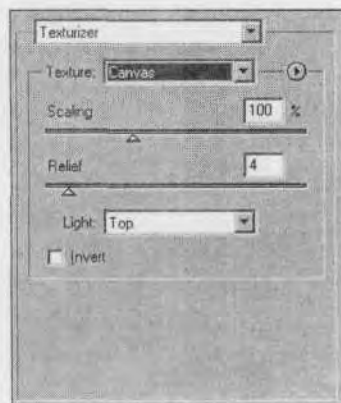 Texturizer
Texture: Canvas
Scaling 100 %
Relief 4
Light: Top
Invert